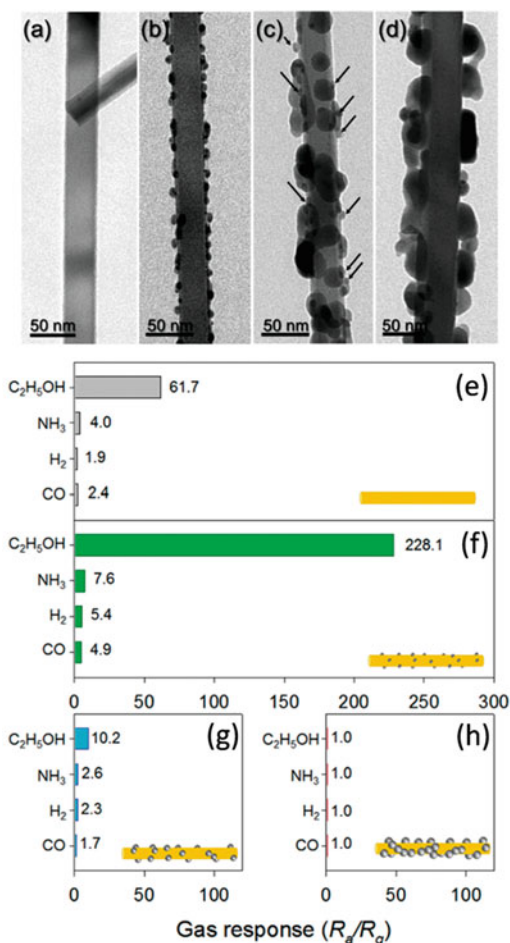 (a) (b) (c) (d)
50 nm 50 nm 50 nm 50 nm
(e)
C₂H₅OH 61.7
NH₃ 4.0
H₂ 1.9
CO 2.4
(f)
C₂H₅OH 228.1
NH₃ 7.6
H₂ 5.4
CO 4.9
0 50 100 150 200 250 300
(g)
C₂H₅OH 10.2
NH₃ 2.6
H₂ 2.3
CO 1.7
0 50 100
(h)
C₂H₅OH 1.0
NH₃ 1.0
H₂ 1.0
CO 1.0
0 50 100
Gas response (Rₐ/R_g)